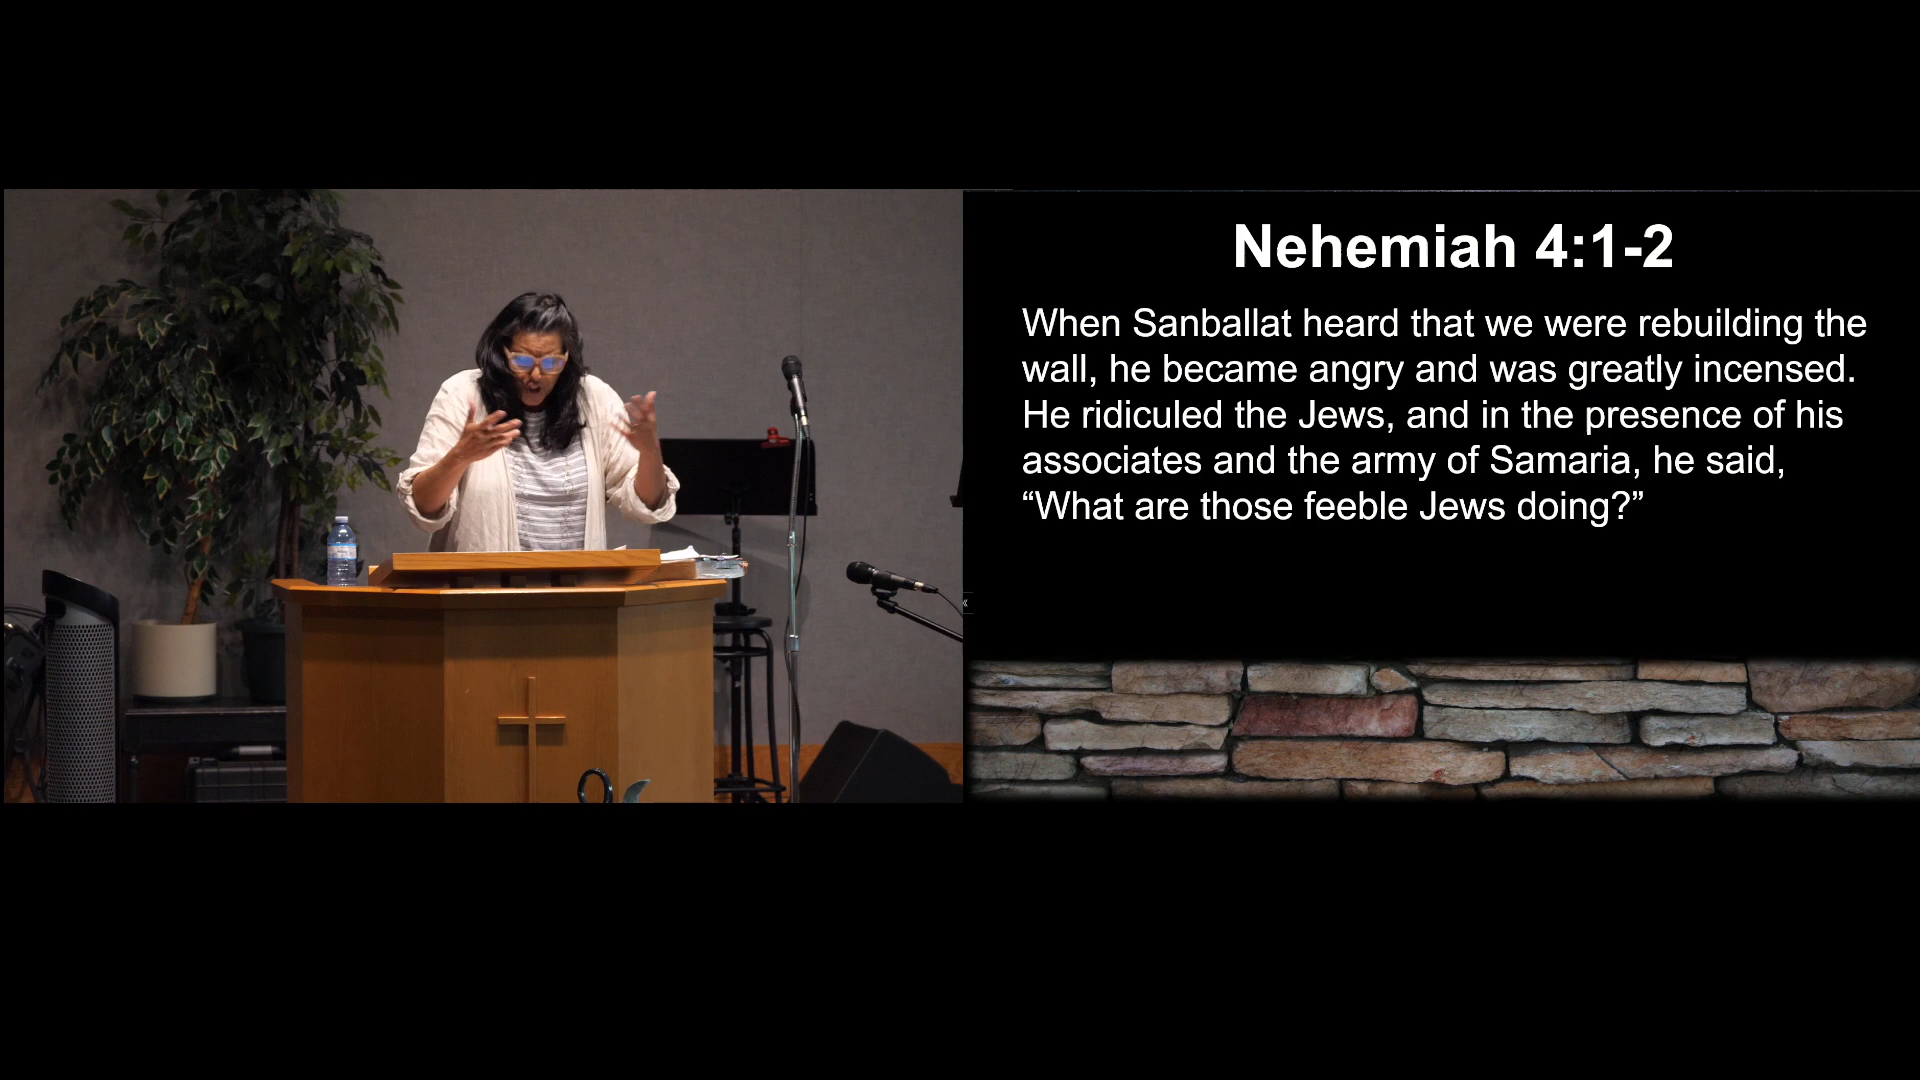 Nehemiah 4:1-2
When Sanballat heard that we were rebuilding the
wall, he became angry and was greatly incensed.
He ridiculed the Jews, and in the presence of his
associates and the army of Samaria, he said,
“What are those feeble Jews doing?”